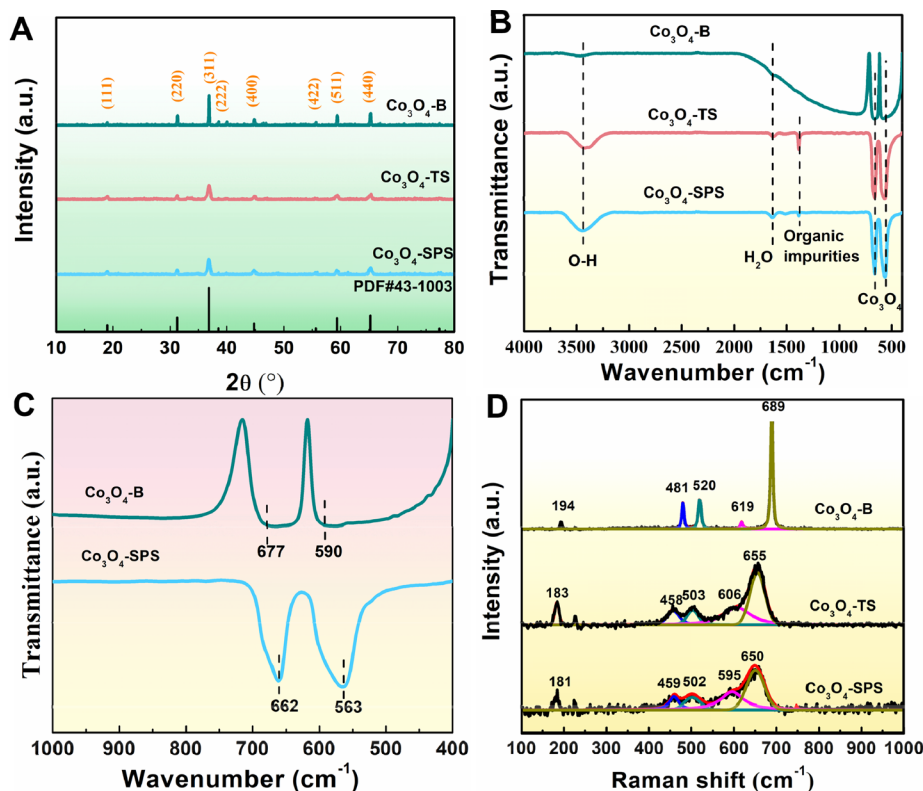 A
(111)
(220)
(311)
(222)
(400)
(422)
(511)
(440)
Co₃O₄-B
Co₃O₄-TS
Co₃O₄-SPS
PDF#43-1003
Intensity (a.u.)
10 20 30 40 50 60 70 80
2θ (°)
B
Co₃O₄-B
Co₃O₄-TS
Co₃O₄-SPS
O-H
H₂O
Organic
impurities
Co₃O₄
Transmittance (a.u.)
4000 3500 3000 2500 2000 1500 1000 500
Wavenumber (cm⁻¹)
C
Co₃O₄-B
677
590
Co₃O₄-SPS
662
563
Transmittance (a.u.)
1000 900 800 700 600 500 400
Wavenumber (cm⁻¹)
D
689
481
520
194
619
Co₃O₄-B
655
183
458
503
606
Co₃O₄-TS
650
181
459
502
595
Co₃O₄-SPS
Intensity (a.u.)
100 200 300 400 500 600 700 800 900 1000
Raman shift (cm⁻¹)